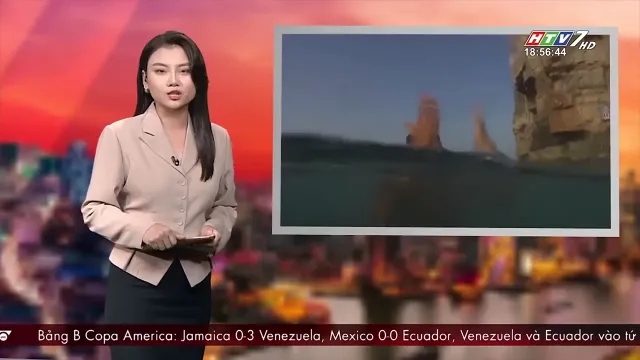 HTV7 HD
18:56:44
Bảng B Copa America: Jamaica 0-3 Venezuela, Mexico 0-0 Ecuador, Venezuela và Ecuador vào tứ